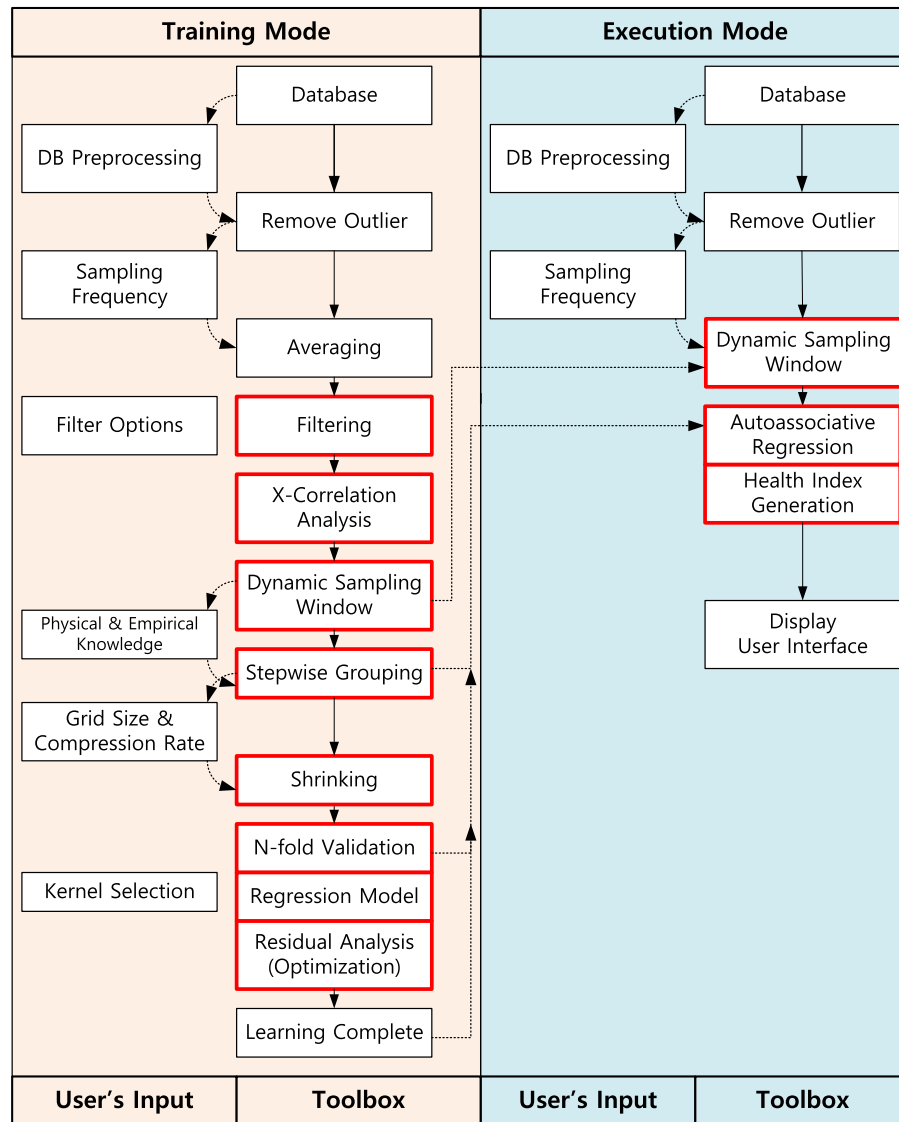 Training Mode
Execution Mode
Database
DB Preprocessing
Remove Outlier
Sampling
Frequency
Averaging
Filter Options
Filtering
X-Correlation
Analysis
Dynamic Sampling
Window
Physical & Empirical
Knowledge
Stepwise Grouping
Grid Size &
Compression Rate
Shrinking
N-fold Validation
Kernel Selection
Regression Model
Residual Analysis
(Optimization)
Learning Complete
User's Input
Toolbox
Database
DB Preprocessing
Remove Outlier
Sampling
Frequency
Dynamic Sampling
Window
Autoassociative
Regression
Health Index
Generation
Display
User Interface
User's Input
Toolbox